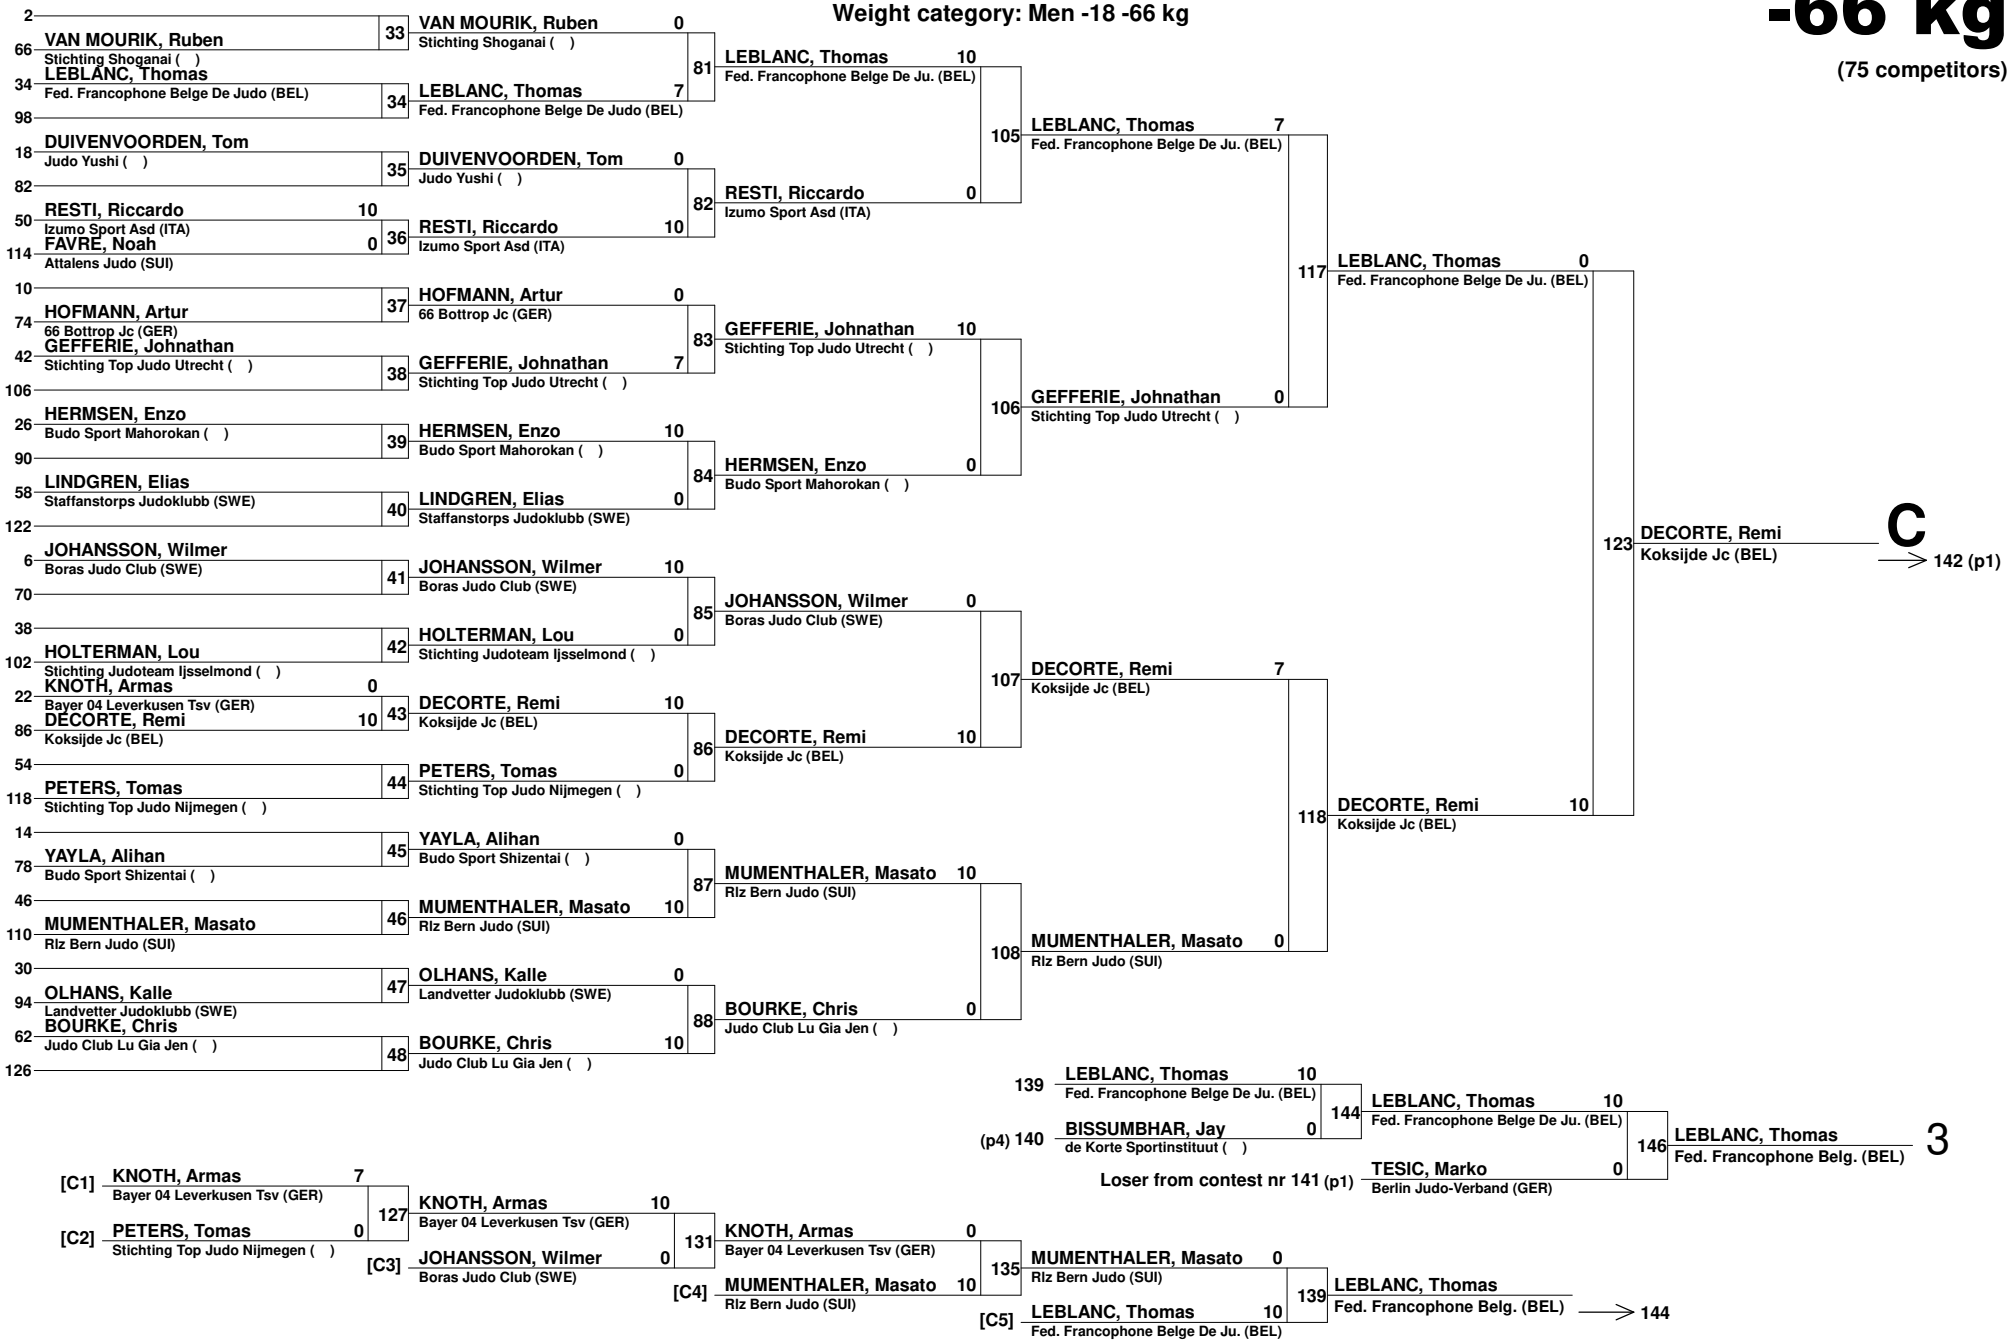 Weight category: Men -18 -66 kg
-66 kg
(75 competitors)
2
VAN MOURIK, Ruben
66
Stichting Shoganai ( )
33
LEBLANC, Thomas
34
Fed. Francophone Belge De Judo (BEL)
34
98
DUIVENVOORDEN, Tom
18
Judo Yushi ( )
35
82
RESTI, Riccardo 10
50
Izumo Sport Asd (ITA)
36
FAVRE, Noah 0
114
Attalens Judo (SUI)
10
HOFMANN, Artur
74
66 Bottrop Jc (GER)
37
GEFFERIE, Johnathan
42
Stichting Top Judo Utrecht ( )
38
106
HERMSEN, Enzo
26
Budo Sport Mahorokan ( )
39
90
LINDGREN, Elias
58
Staffanstorps Judoklubb (SWE)
40
122
JOHANSSON, Wilmer
6
Boras Judo Club (SWE)
41
70
38
HOLTERMAN, Lou
102
Stichting Judoteam Ijsselmond ( )
42
KNOTH, Armas 0
22
Bayer 04 Leverkusen Tsv (GER)
43
DECORTE, Remi 10
86
Koksijde Jc (BEL)
54
PETERS, Tomas
118
Stichting Top Judo Nijmegen ( )
44
14
YAYLA, Alihan
78
Budo Sport Shizentai ( )
45
46
MUMENTHALER, Masato
110
Rlz Bern Judo (SUI)
46
30
OLHANS, Kalle
94
Landvetter Judoklubb (SWE)
47
BOURKE, Chris
62
Judo Club Lu Gia Jen ( )
48
126
VAN MOURIK, Ruben 0
Stichting Shoganai ( )
81
LEBLANC, Thomas 7
Fed. Francophone Belge De Judo (BEL)
DUIVENVOORDEN, Tom 0
Judo Yushi ( )
82
RESTI, Riccardo 10
Izumo Sport Asd (ITA)
HOFMANN, Artur 0
66 Bottrop Jc (GER)
83
GEFFERIE, Johnathan 7
Stichting Top Judo Utrecht ( )
HERMSEN, Enzo 10
Budo Sport Mahorokan ( )
84
LINDGREN, Elias 0
Staffanstorps Judoklubb (SWE)
JOHANSSON, Wilmer 10
Boras Judo Club (SWE)
85
HOLTERMAN, Lou 0
Stichting Judoteam Ijsselmond ( )
DECORTE, Remi 10
Koksijde Jc (BEL)
86
PETERS, Tomas 0
Stichting Top Judo Nijmegen ( )
YAYLA, Alihan 0
Budo Sport Shizentai ( )
87
MUMENTHALER, Masato 10
Rlz Bern Judo (SUI)
OLHANS, Kalle 0
Landvetter Judoklubb (SWE)
88
BOURKE, Chris 10
Judo Club Lu Gia Jen ( )
LEBLANC, Thomas 10
Fed. Francophone Belge De Ju. (BEL)
105
RESTI, Riccardo 0
Izumo Sport Asd (ITA)
GEFFERIE, Johnathan 10
Stichting Top Judo Utrecht ( )
106
HERMSEN, Enzo 0
Budo Sport Mahorokan ( )
JOHANSSON, Wilmer 0
Boras Judo Club (SWE)
107
DECORTE, Remi 10
Koksijde Jc (BEL)
MUMENTHALER, Masato 10
Rlz Bern Judo (SUI)
108
BOURKE, Chris 0
Judo Club Lu Gia Jen ( )
LEBLANC, Thomas 7
Fed. Francophone Belge De Ju. (BEL)
117
GEFFERIE, Johnathan 0
Stichting Top Judo Utrecht ( )
DECORTE, Remi 7
Koksijde Jc (BEL)
118
MUMENTHALER, Masato 0
Rlz Bern Judo (SUI)
LEBLANC, Thomas 0
Fed. Francophone Belge De Ju. (BEL)
123
DECORTE, Remi 10
Koksijde Jc (BEL)
DECORTE, Remi
Koksijde Jc (BEL)
C
142 (p1)
139
LEBLANC, Thomas 10
Fed. Francophone Belge De Ju. (BEL)
144
(p4) 140
BISSUMBHAR, Jay 0
de Korte Sportinstituut ( )
LEBLANC, Thomas 10
Fed. Francophone Belge De Ju. (BEL)
146
Loser from contest nr 141 (p1)
TESIC, Marko 0
Berlin Judo-Verband (GER)
LEBLANC, Thomas
Fed. Francophone Belg. (BEL)
3
[C1]
KNOTH, Armas 7
Bayer 04 Leverkusen Tsv (GER)
127
[C2]
PETERS, Tomas 0
Stichting Top Judo Nijmegen ( )
KNOTH, Armas 10
Bayer 04 Leverkusen Tsv (GER)
131
[C3]
JOHANSSON, Wilmer 0
Boras Judo Club (SWE)
KNOTH, Armas 0
Bayer 04 Leverkusen Tsv (GER)
135
[C4]
MUMENTHALER, Masato 10
Rlz Bern Judo (SUI)
MUMENTHALER, Masato 0
Rlz Bern Judo (SUI)
139
[C5]
LEBLANC, Thomas 10
Fed. Francophone Belge De Ju. (BEL)
LEBLANC, Thomas
Fed. Francophone Belg. (BEL)
144